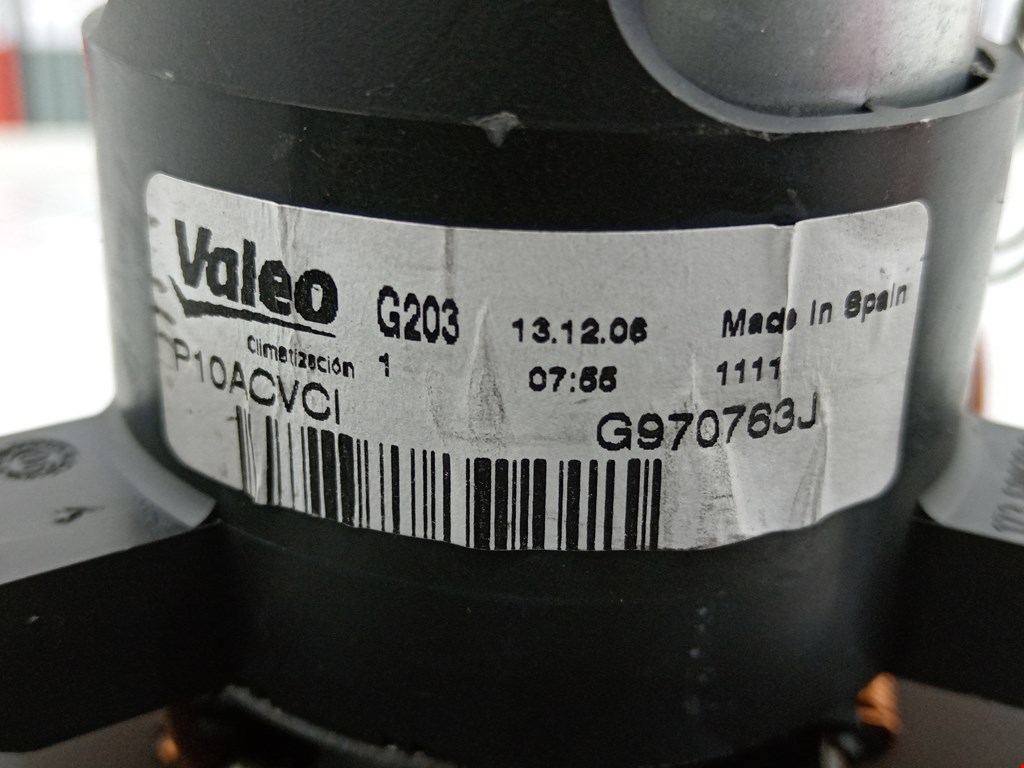 Valeo G203 13.12.06 Made In Spain
Climatización 1 07:55 1111
P10ACVCI G970763J